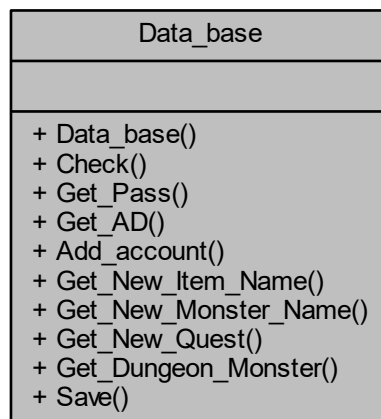 Data_base
+ Data_base()
+ Check()
+ Get_Pass()
+ Get_AD()
+ Add_account()
+ Get_New_Item_Name()
+ Get_New_Monster_Name()
+ Get_New_Quest()
+ Get_Dungeon_Monster()
+ Save()